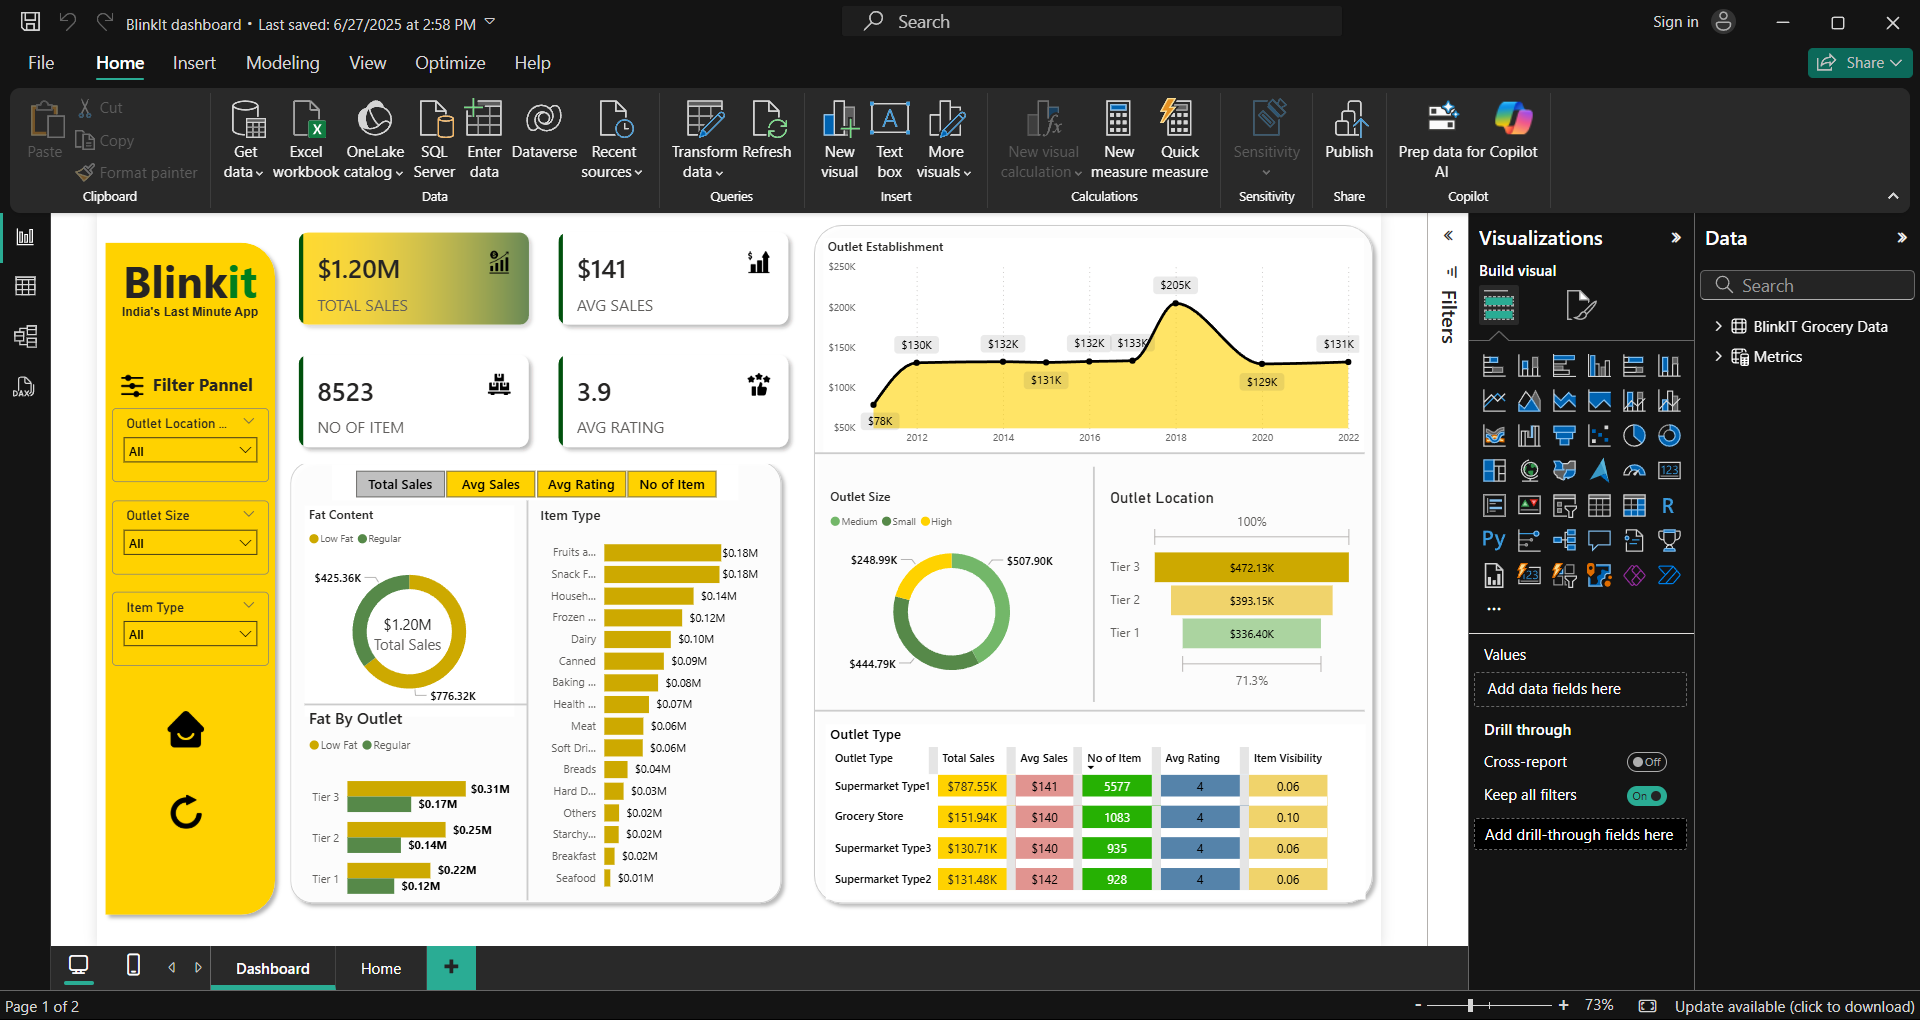 BlinkIt dashboard • Last saved: 6/27/2025 at 2:58 PM
Search
Sign in
File
Home
Insert
Modeling
View
Optimize
Help
Share
Paste
Cut
Copy
Format painter
Clipboard
Get data
Excel workbook
OneLake catalog
SQL Server
Enter data
Dataverse
Recent sources
Data
Transform data
Refresh
Queries
New visual
Text box
More visuals
Insert
New visual calculation
New measure
Quick measure
Calculations
Sensitivity
Sensitivity
Publish
Share
Prep data for AI
Copilot
Copilot
Blinkit
India's Last Minute App
Filter Pannel
Outlet Location ...
All
Outlet Size
All
Item Type
All
$1.20M
TOTAL SALES
$141
AVG SALES
8523
NO OF ITEM
3.9
AVG RATING
Total Sales
Avg Sales
Avg Rating
No of Item
Fat Content
Low Fat
Regular
$425.36K
$1.20M
Total Sales
$776.32K
Fat By Outlet
Low Fat
Regular
Tier 3
$0.31M
$0.17M
Tier 2
$0.25M
$0.14M
Tier 1
$0.22M
$0.12M
Item Type
Fruits a... $0.18M
Snack F... $0.18M
Househ... $0.14M
Frozen ... $0.12M
Dairy $0.10M
Canned $0.09M
Baking ... $0.08M
Health ... $0.07M
Meat $0.06M
Soft Dri... $0.06M
Breads $0.04M
Hard D... $0.03M
Others $0.02M
Starchy... $0.02M
Breakfast $0.02M
Seafood $0.01M
Outlet Establishment
$250K
$200K
$150K
$100K
$50K
$78K
$130K
$132K
$131K
$132K
$133K
$205K
$129K
$131K
2012
2014
2016
2018
2020
2022
Outlet Size
Medium
Small
High
$248.99K
$507.90K
$444.79K
Outlet Location
100%
Tier 3 $472.13K
Tier 2 $393.15K
Tier 1 $336.40K
71.3%
Outlet Type
Outlet Type Total Sales Avg Sales No of Item Avg Rating Item Visibility
Supermarket Type1 $787.55K $141 5577 4 0.06
Grocery Store $151.94K $140 1083 4 0.10
Supermarket Type3 $130.71K $140 935 4 0.06
Supermarket Type2 $131.48K $142 928 4 0.06
Filters
Visualizations
Build visual
123
R
Py
123
Values
Add data fields here
Drill through
Cross-report
Off
Keep all filters
On
Add drill-through fields here
Data
Search
BlinkIT Grocery Data
Metrics
DAX
Dashboard
Home
Page 1 of 2
73%
Update available (click to download)